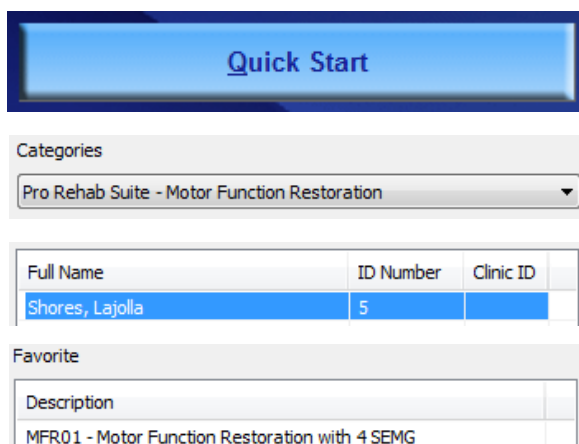 Quick Start
Categories
Pro Rehab Suite - Motor Function Restoration
Full Name ID Number Clinic ID
Shores, Lajolla 5
Favorite
Description
MFR01 - Motor Function Restoration with 4 SEMG